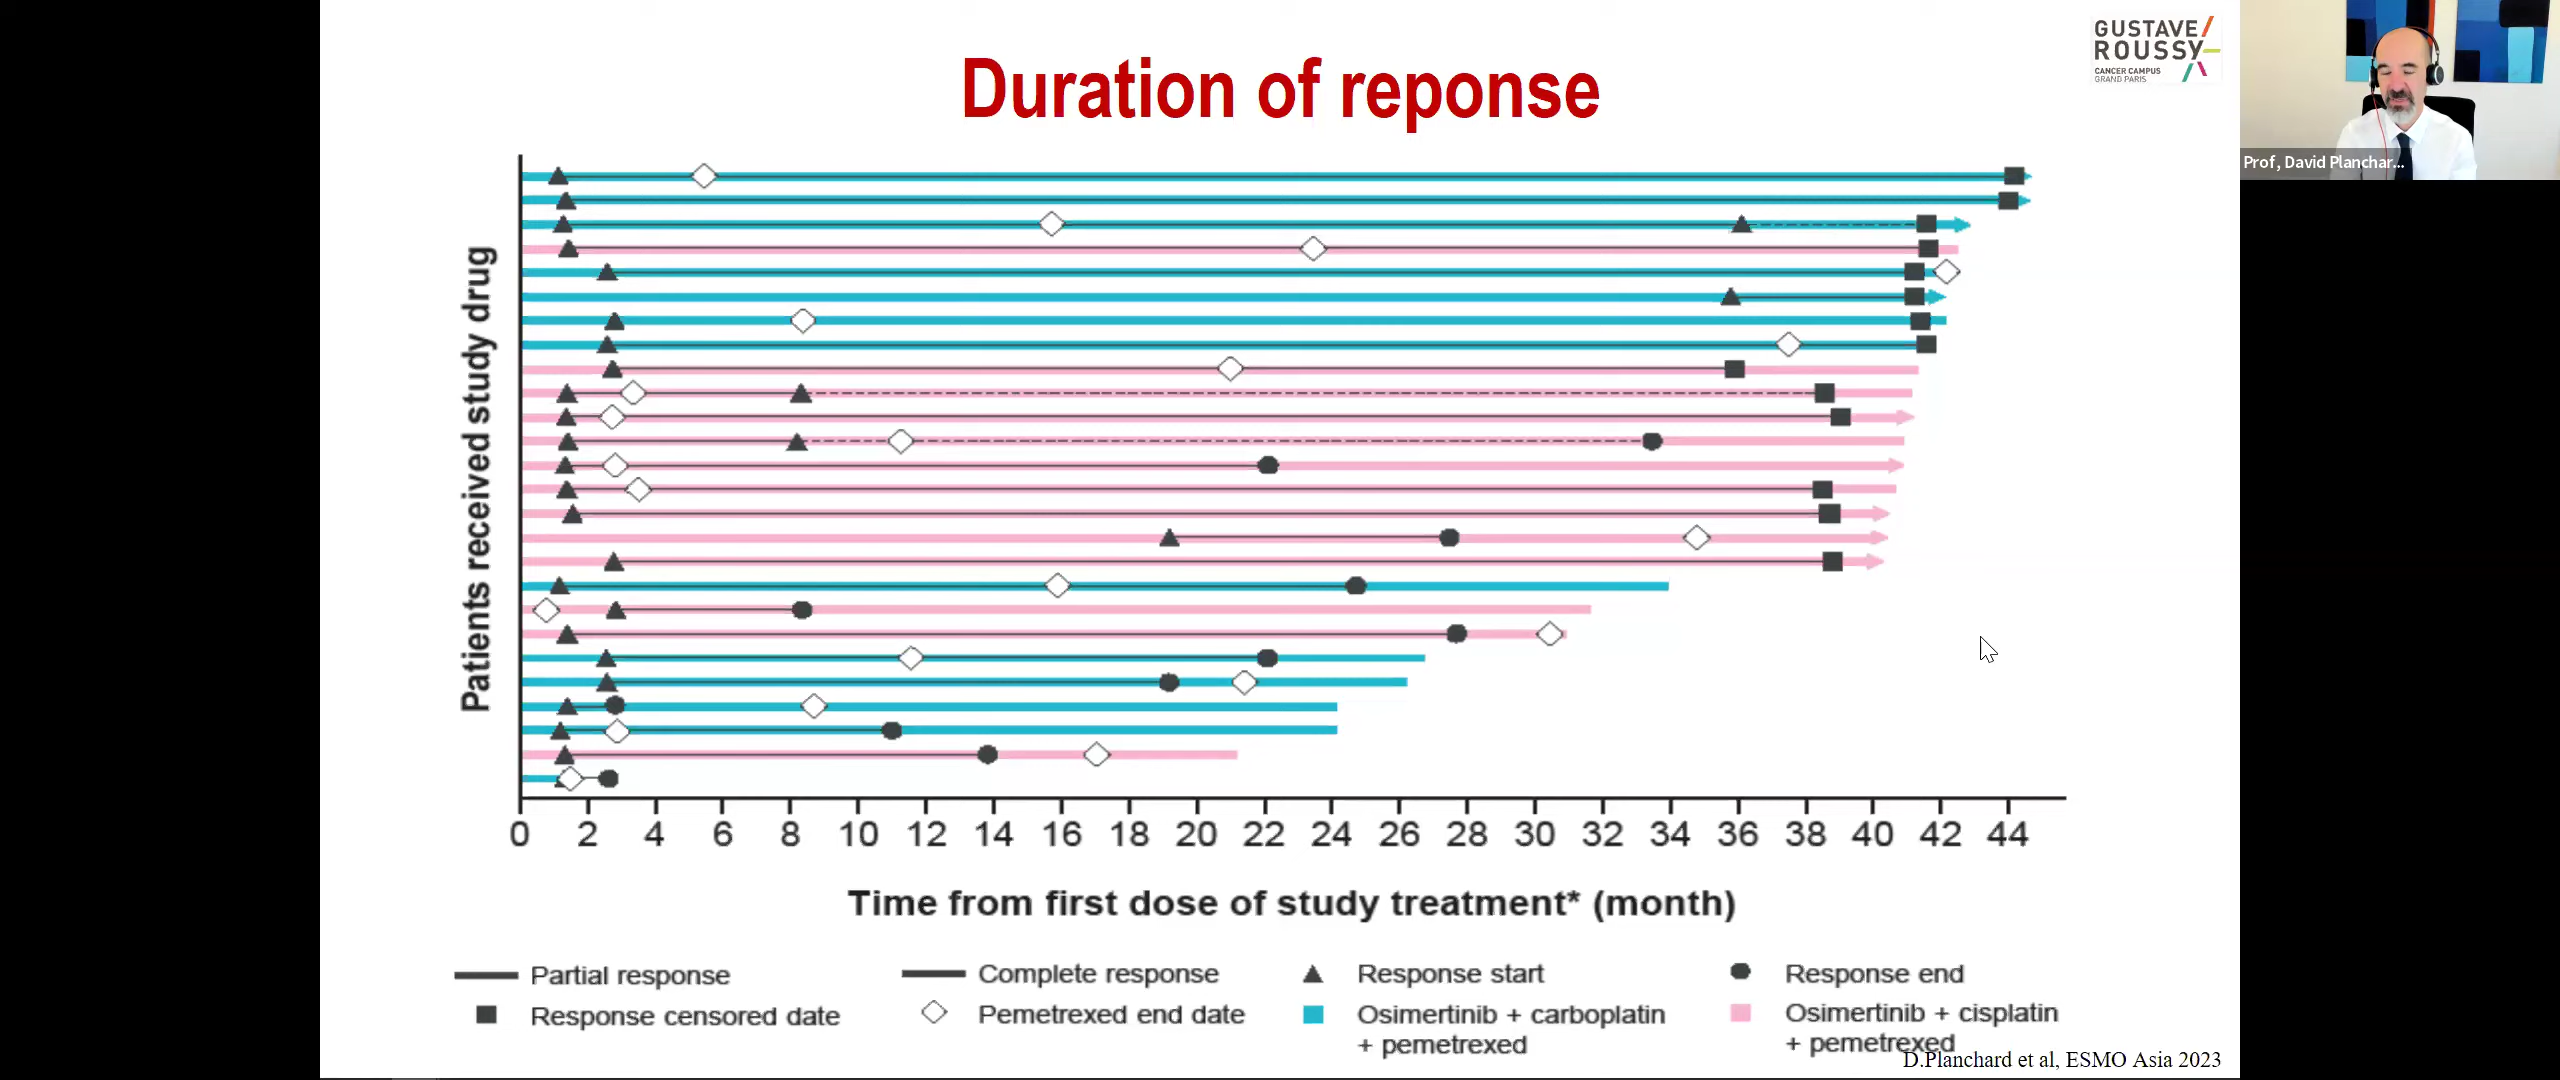 Duration of reponse
GUSTAVE/
ROUSSY
CANCER CAMPUS
GRAND PARIS
Prof, David Planchar...
Patients received study drug
0 2 4 6 8 10 12 14 16 18 20 22 24 26 28 30 32 34 36 38 40 42 44
Time from first dose of study treatment* (month)
Partial response
Complete response
Response start
Response end
Response censored date
Pemetrexed end date
Osimertinib + carboplatin
+ pemetrexed
Osimertinib + cisplatin
+ pemetrexed
D.Planchard et al, ESMO Asia 2023